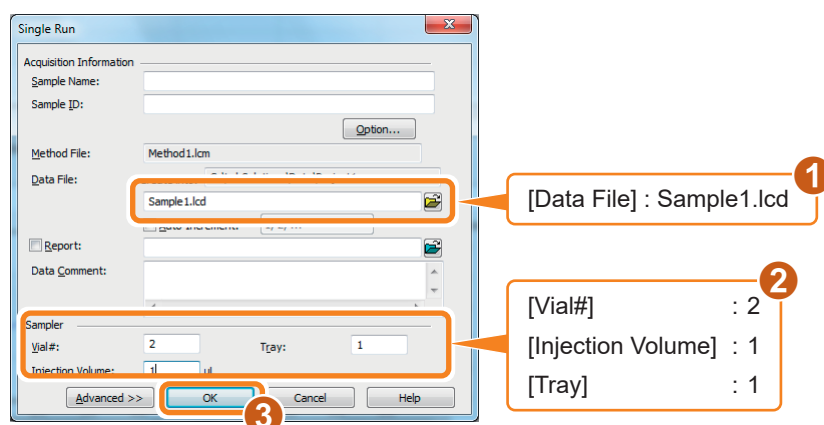 Single Run
x
Acquisition Information
Sample Name:
Sample ID:
Option...
Method File: Method1.lcm
Data File:
Sample1.lcd
1
[Data File] : Sample1.lcd
Auto Increment:
Report:
Data Comment:
2
Sampler
[Vial#] : 2
Vial#: 2 Tray: 1
[Injection Volume] : 1
Injection Volume: 1 ul
[Tray] : 1
Advanced >> OK Cancel Help
3